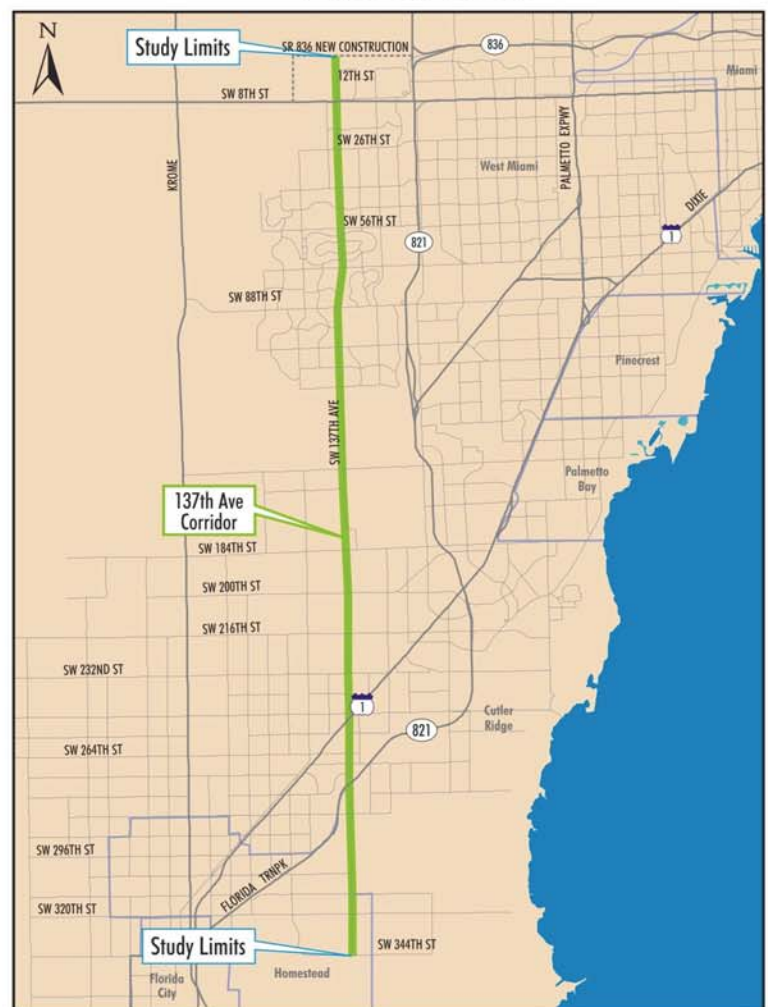 N
Study Limits
SR 836 NEW CONSTRUCTION
836
12TH ST
Miami
SW 8TH ST
SW 26TH ST
KROME
West Miami
PALMETTO EXPWY
DIXIE
1
SW 56TH ST
821
SW 88TH ST
Pinecrest
SW 137TH AVE
Palmetto
Bay
137th Ave
Corridor
SW 184TH ST
SW 200TH ST
SW 216TH ST
SW 232ND ST
1
Cutler
Ridge
821
SW 264TH ST
SW 296TH ST
FLORIDA TRNPK
SW 320TH ST
Study Limits
SW 344TH ST
Florida
City
Homestead